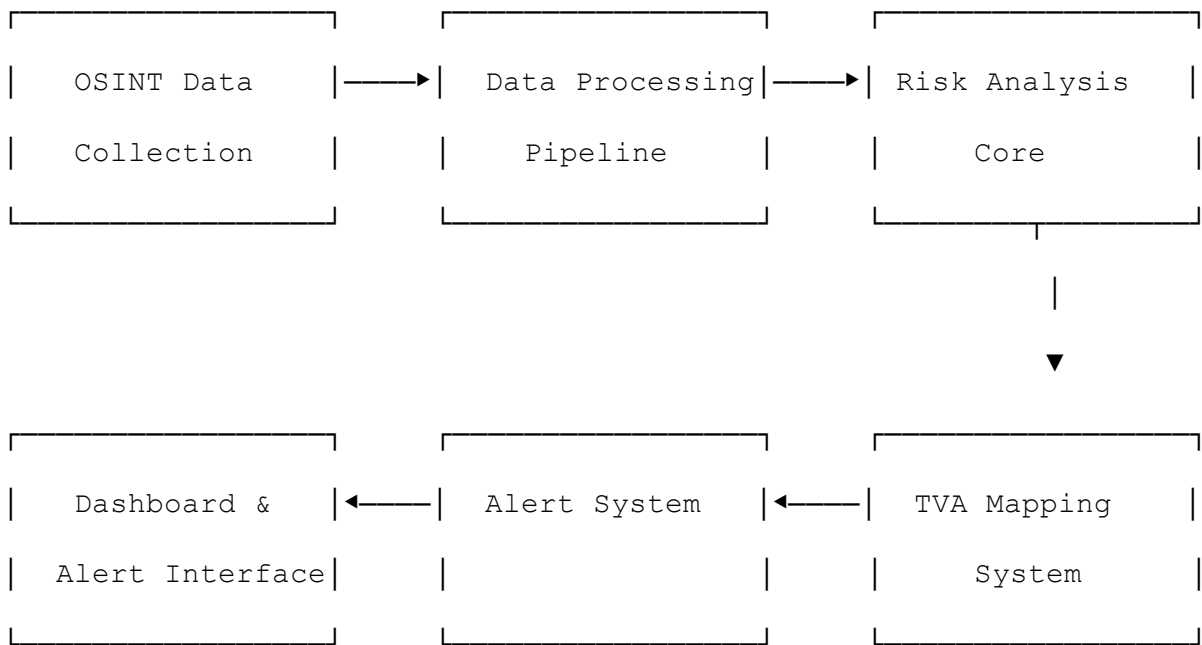 OSINT Data
Collection
Data Processing
Pipeline
Risk Analysis
Core
Dashboard &
Alert Interface
Alert System
TVA Mapping
System